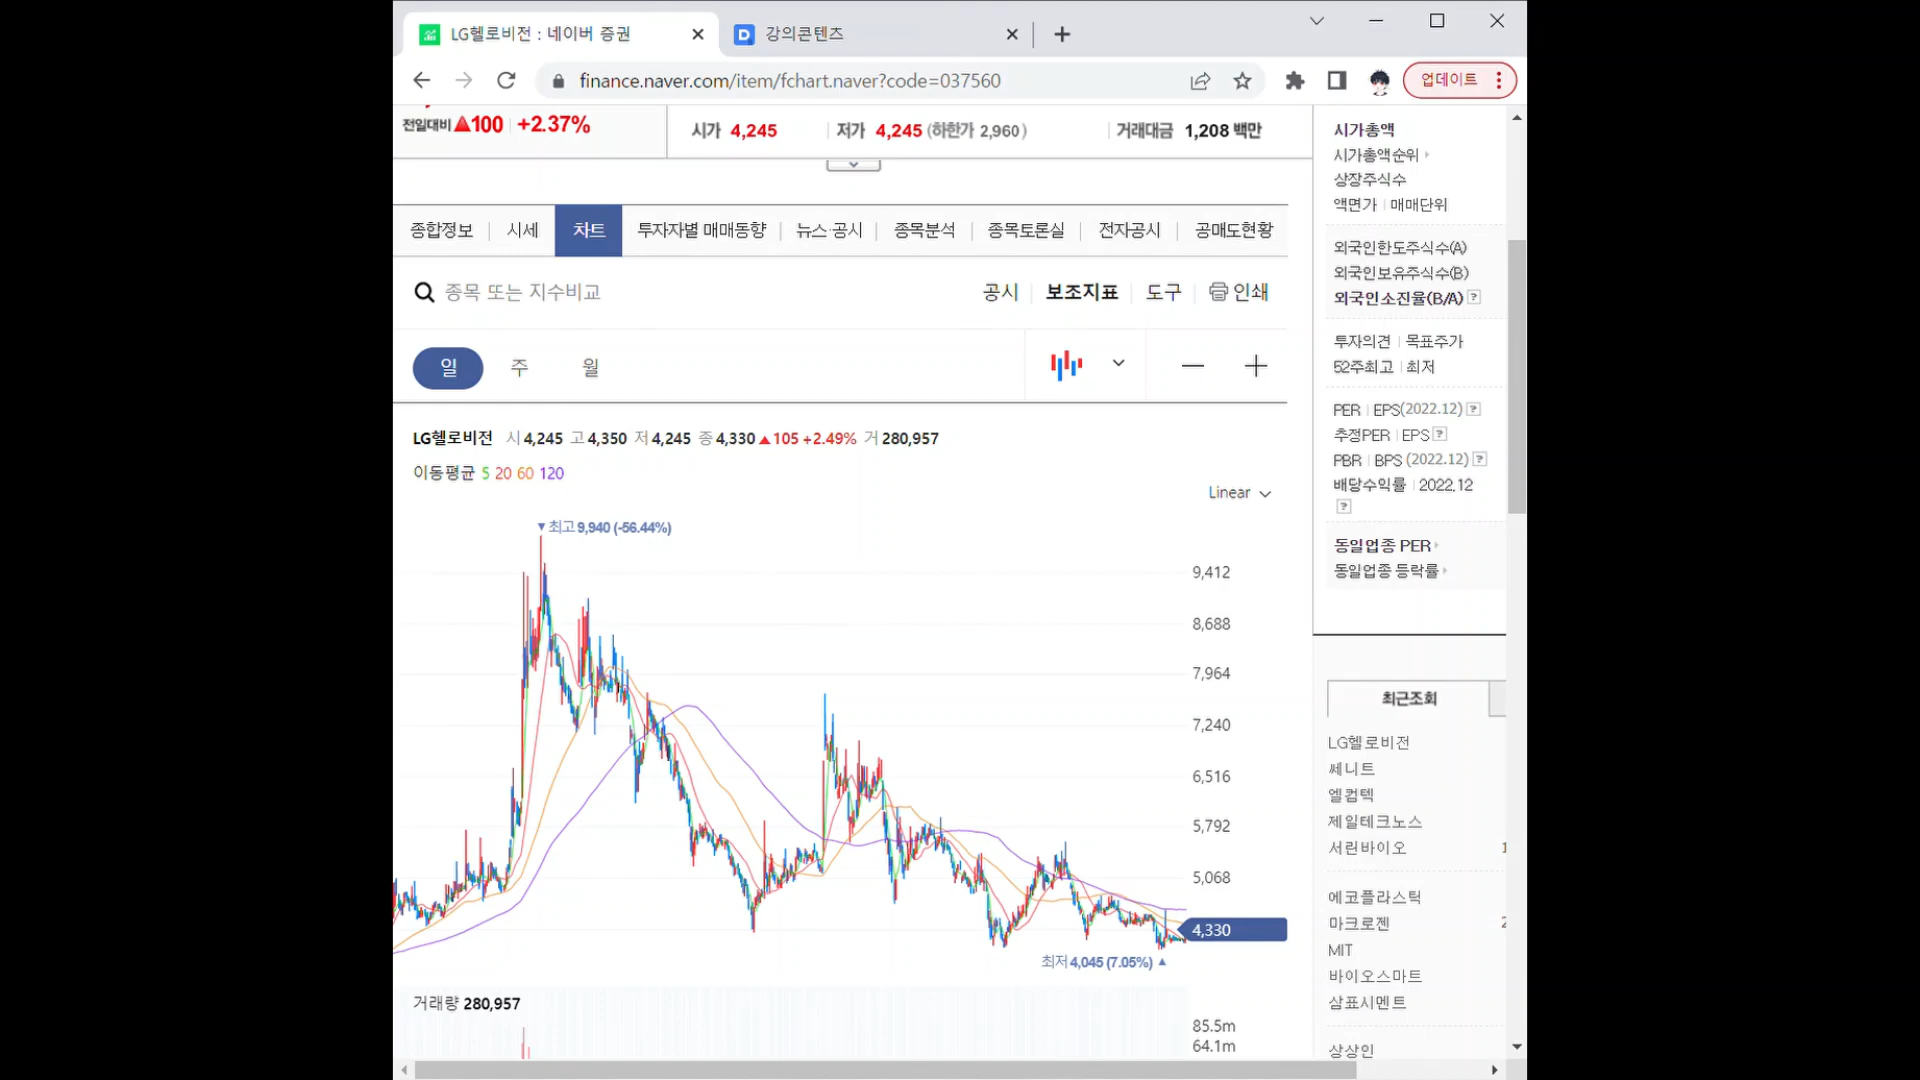 LG헬로비전 : 네이버 증권
강의콘텐츠
finance.naver.com/item/fchart.naver?code=037560
업데이트
전일대비 ▲100 +2.37%
시가 4,245 저가 4,245 (하한가 2,960) 거래대금 1,208 백만
종합정보 시세 차트 투자자별 매매동향 뉴스·공시 종목분석 종목토론실 전자공시 공매도현황
종목 또는 지수비교
공시 보조지표 도구 인쇄
일 주 월
LG헬로비전 시 4,245 고 4,350 저 4,245 종 4,330 ▲105 +2.49% 거 280,957
이동평균 5 20 60 120
Linear
▼최고 9,940 (-56.44%)
9,412
8,688
7,964
7,240
6,516
5,792
5,068
4,330
최저 4,045 (7.05%) ▲
거래량 280,957
85.5m
64.1m
시가총액
시가총액순위
상장주식수
액면가 매매단위
외국인한도주식수(A)
외국인보유주식수(B)
외국인소진율(B/A) ?
투자의견 목표주가
52주최고 최저
PER EPS(2022.12) ?
추정PER EPS ?
PBR BPS (2022.12) ?
배당수익률 2022.12
?
동일업종 PER
동일업종 등락률
최근조회
LG헬로비전
쎄니트
엘컴텍
제일테크노스
서린바이오 1
에코플라스틱
마크로젠 2
MIT
바이오스마트
삼표시멘트
상상인